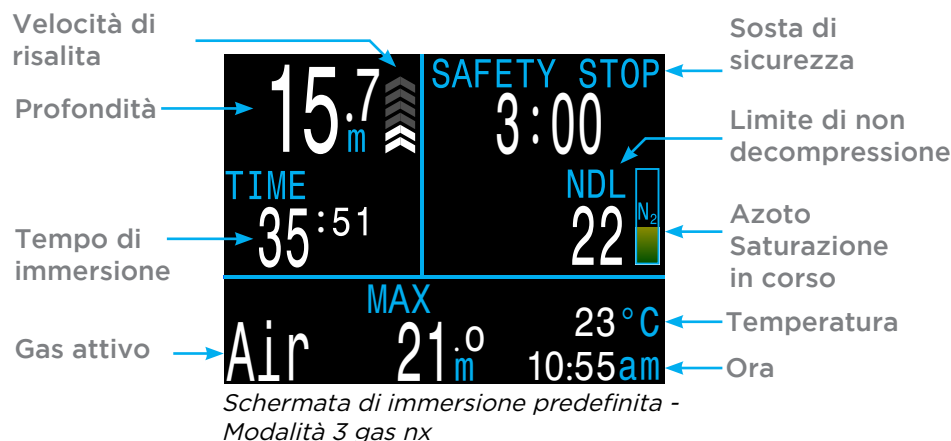 Velocità di
risalita
Profondità
Tempo di
immersione
Gas attivo
15.7
m
TIME
35:51
SAFETY STOP
3:00
NDL
22
N2
MAX
Air
21.0
m
23°C
10:55am
Sosta di
sicurezza
Limite di non
decompressione
Azoto
Saturazione
in corso
Temperatura
Ora
Schermata di immersione predefinita -
Modalità 3 gas nx